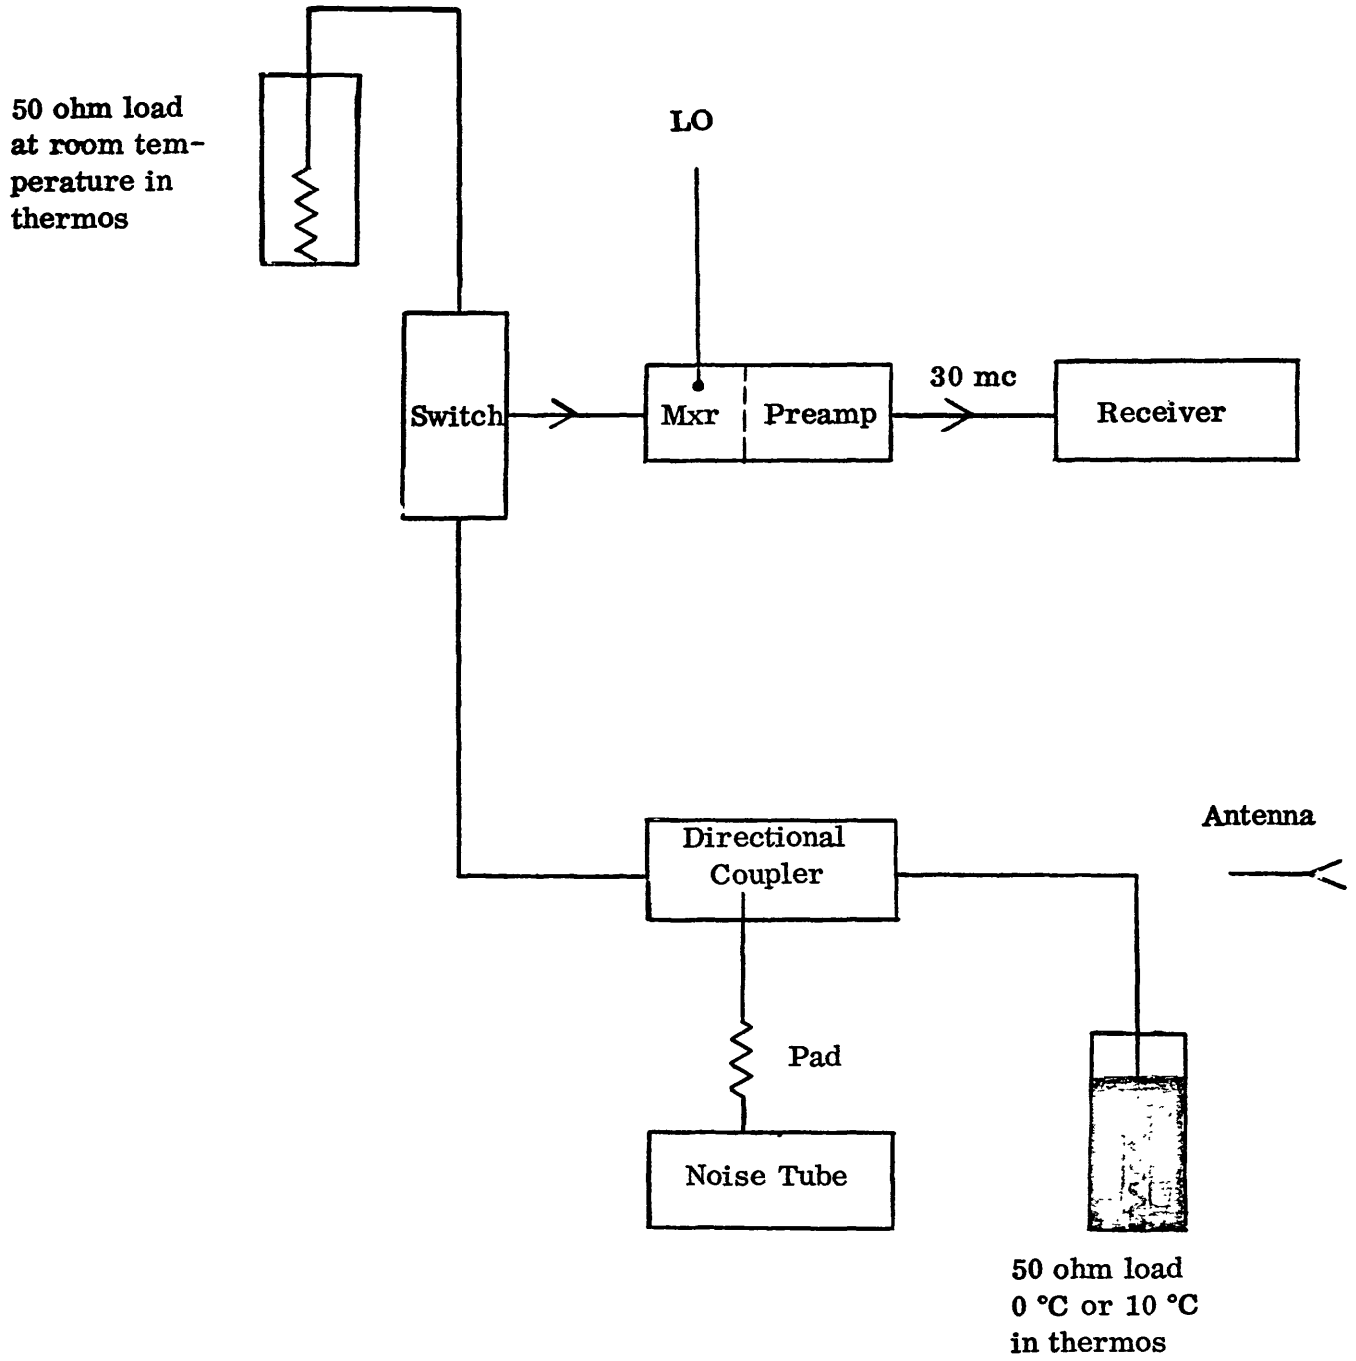 50 ohm load
at room tem-
perature in
thermos
LO
Switch
Mxr
Preamp
30 mc
Receiver
Directional
Coupler
Antenna
Pad
Noise Tube
50 ohm load
0 °C or 10 °C
in thermos